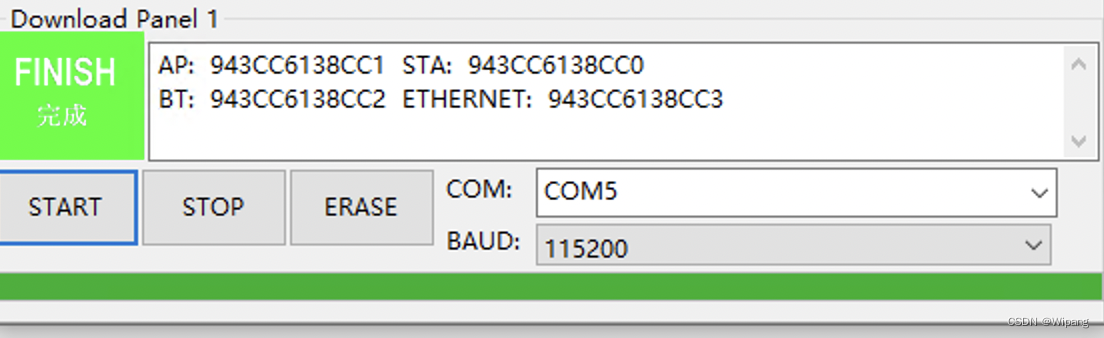 Download Panel 1
FINISH
完成
AP: 943CC6138CC1 STA: 943CC6138CC0
BT: 943CC6138CC2 ETHERNET: 943CC6138CC3
START
STOP
ERASE
COM:
COM5
BAUD:
115200
CSDN @Wipang